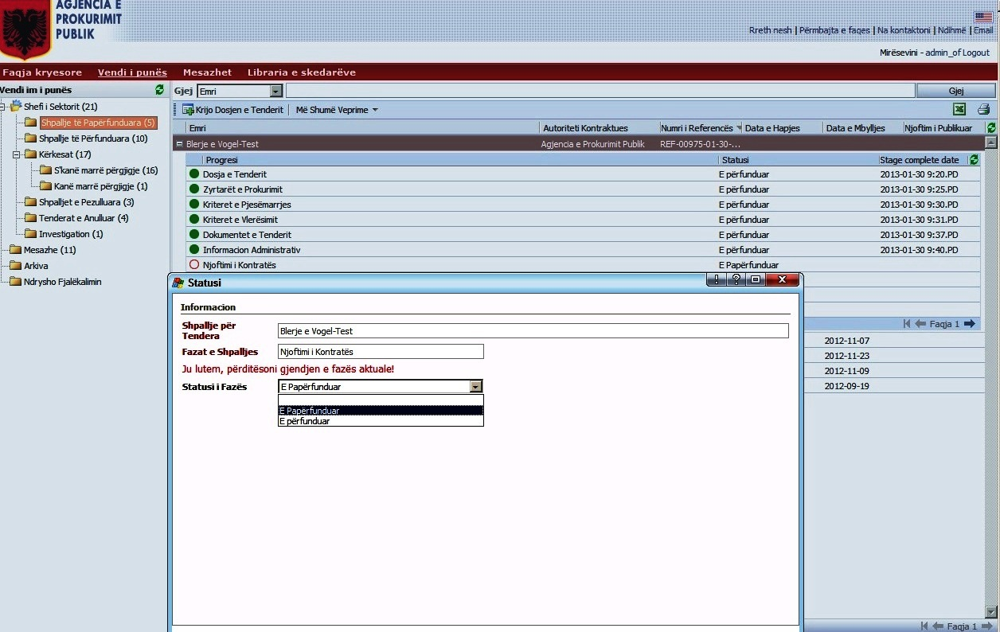 AGJENCIA E
PROKURIMIT
PUBLIK
Rreth nesh | Përmbajta e faqes | Na kontaktoni | Ndihmë | Email
Mirësevini - admin_of Logout
Faqja kryesore Vendi i punës Mesazhet Libraria e skedarëve
Vendi im i punës
Shefi i Sektorit (21)
Shpallje të Papërfunduara (5)
Shpallje të Përfunduara (10)
Kërkesat (17)
S'kanë marrë përgjigje (16)
Kanë marrë përgjigje (1)
Shpalljet e Pezulluara (3)
Tenderat e Anulluar (4)
Investigation (1)
Mesazhe (11)
Arkiva
Ndrysho Fjalëkalimin
Gjej Emri Gjej
Krijo Dosjen e Tenderit Më Shumë Veprime
Emri Autoriteti Kontraktues Numri i Referencës Data e Hapjes Data e Mbylljes Njoftim i Publikuar
Blerje e Vogel-Test Agjencia e Prokurimit Publik REF-00975-01-30-...
Progresi Statusi Stage complete date
Dosja e Tenderit E përfunduar 2013-01-30 9:20.PD
Zyrtarët e Prokurimit E përfunduar 2013-01-30 9:25.PD
Kriteret e Pjesëmarrjes E përfunduar 2013-01-30 9:30.PD
Kriteret e Vlerësimit E përfunduar 2013-01-30 9:31.PD
Dokumentet e Tenderit E përfunduar 2013-01-30 9:37.PD
Informacion Administrativ E përfunduar 2013-01-30 9:40.PD
Njoftimi i Kontratës E Papërfunduar
Statusi
! ?  X
Informacion
Shpallje për
Tendera
Blerje e Vogel-Test
Fazat e Shpalljes Njoftimi i Kontratës
Ju lutem, përditësoni gjendjen e fazës aktuale!
Statusi i Fazës E Papërfunduar
E Papërfunduar
E përfunduar
Faqja 1
2012-11-07
2012-11-23
2012-11-09
2012-09-19
Faqja 1